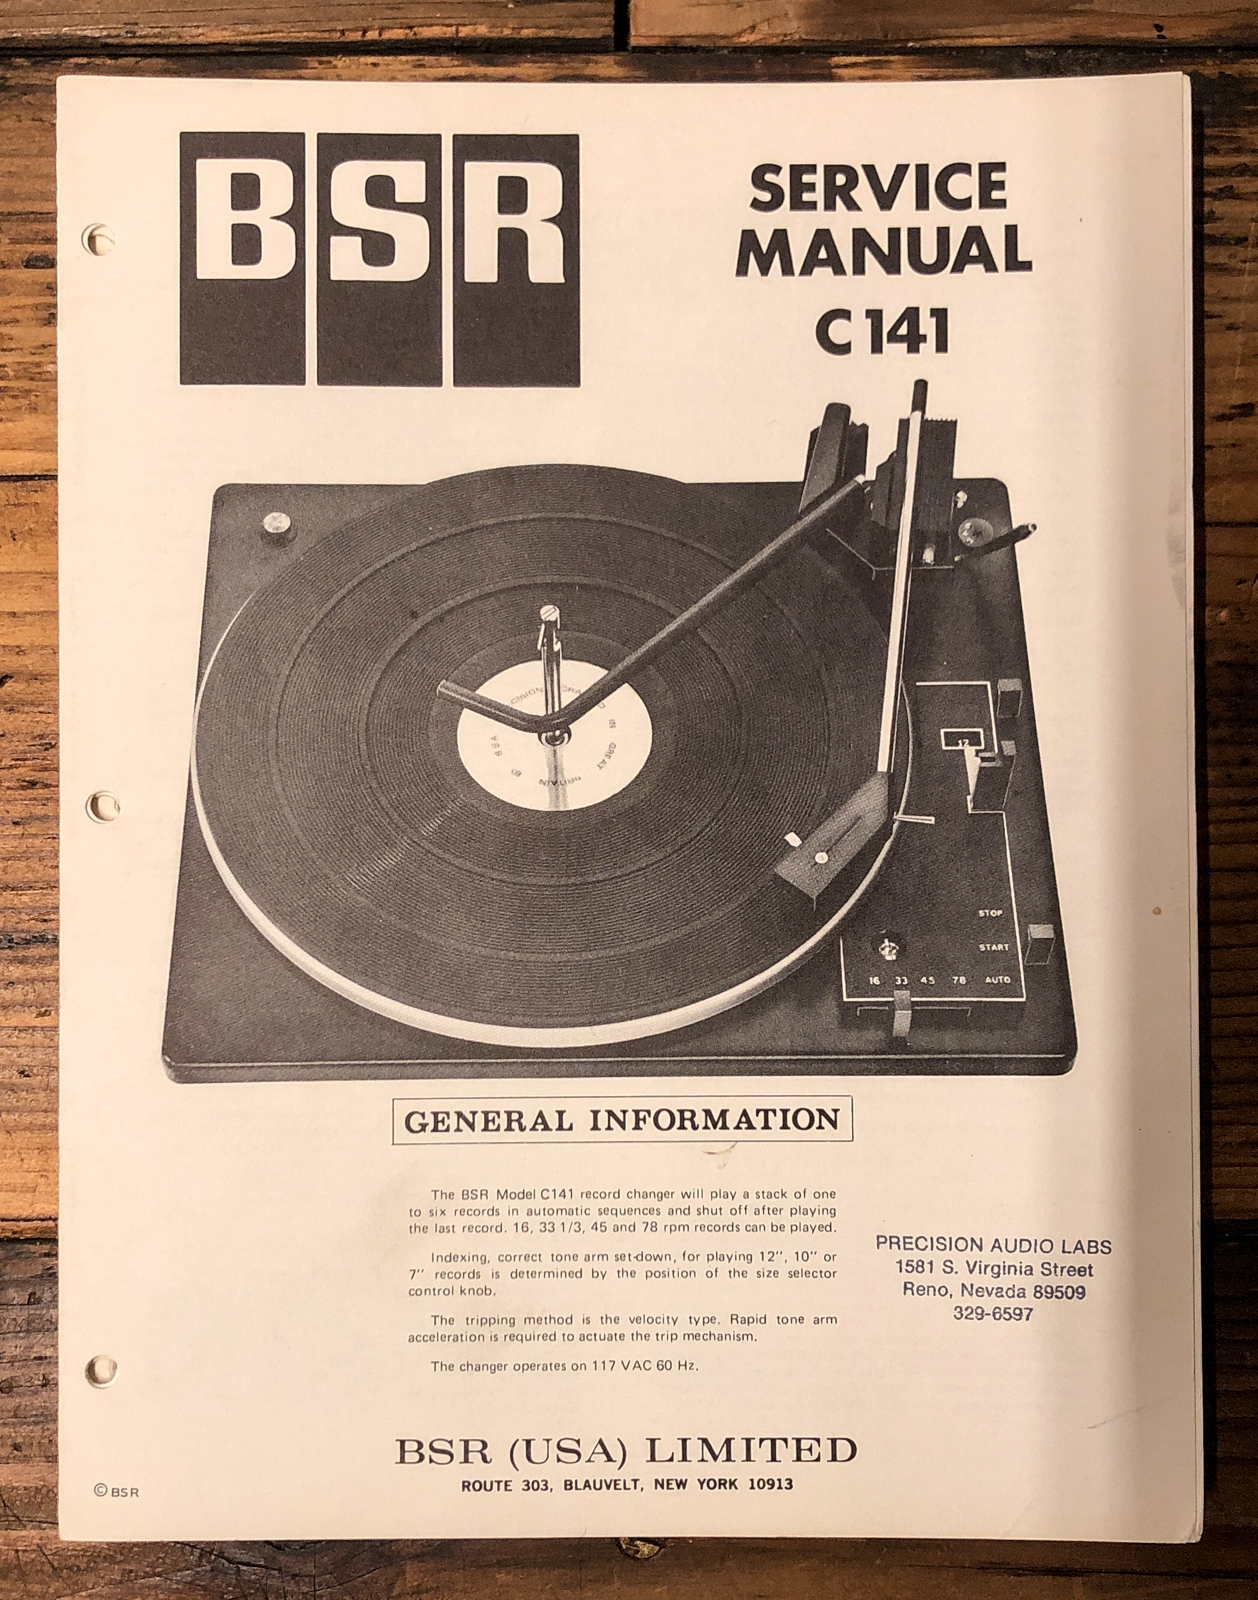 BSR
SERVICE
MANUAL
C141
12
STOP
START
16 33 45 78 AUTO
GENERAL INFORMATION
The BSR Model C141 record changer will play a stack of one
to six records in automatic sequences and shut off after playing
the last record. 16, 33 1/3, 45 and 78 rpm records can be played.
Indexing, correct tone arm set-down, for playing 12'', 10'' or
7'' records is determined by the position of the size selector
control knob.
The tripping method is the velocity type. Rapid tone arm
acceleration is required to actuate the trip mechanism.
The changer operates on 117 VAC 60 Hz.
PRECISION AUDIO LABS
1581 S. Virginia Street
Reno, Nevada 89509
329-6597
BSR (USA) LIMITED
ROUTE 303, BLAUVELT, NEW YORK 10913
© BSR